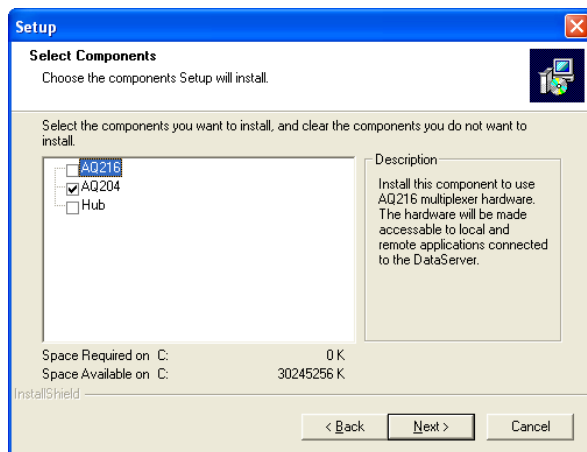 Setup
Select Components
Choose the components Setup will install.
Select the components you want to install, and clear the components you do not want to
install.
AQ216
AQ204
Hub
Description
Install this component to use
AQ216 multiplexer hardware.
The hardware will be made
accessable to local and
remote applications connected
to the DataServer.
Space Required on C: 0 K
Space Available on C: 30245256 K
InstallShield
< Back Next > Cancel